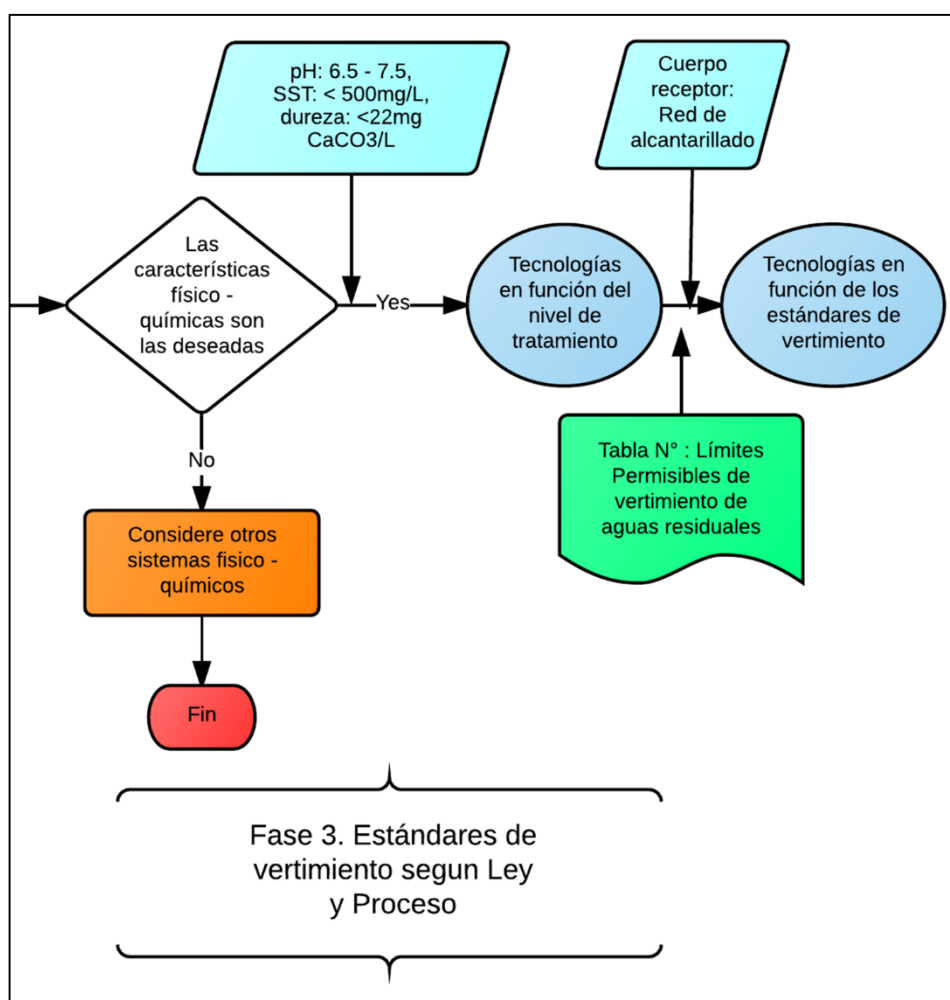 pH: 6.5 - 7.5,
SST: < 500mg/L,
dureza: <22mg
CaCO3/L
Cuerpo
receptor:
Red de
alcantarillado
Las
características
físico -
químicas son
las deseadas
Yes
Tecnologías
en función del
nivel de
tratamiento
Tecnologías en
función de los
estándares de
vertimiento
No
Tabla N° : Límites
Permisibles de
vertimiento de
aguas residuales
Considere otros
sistemas fisico -
químicos
Fin
Fase 3. Estándares de
vertimiento segun Ley
y Proceso